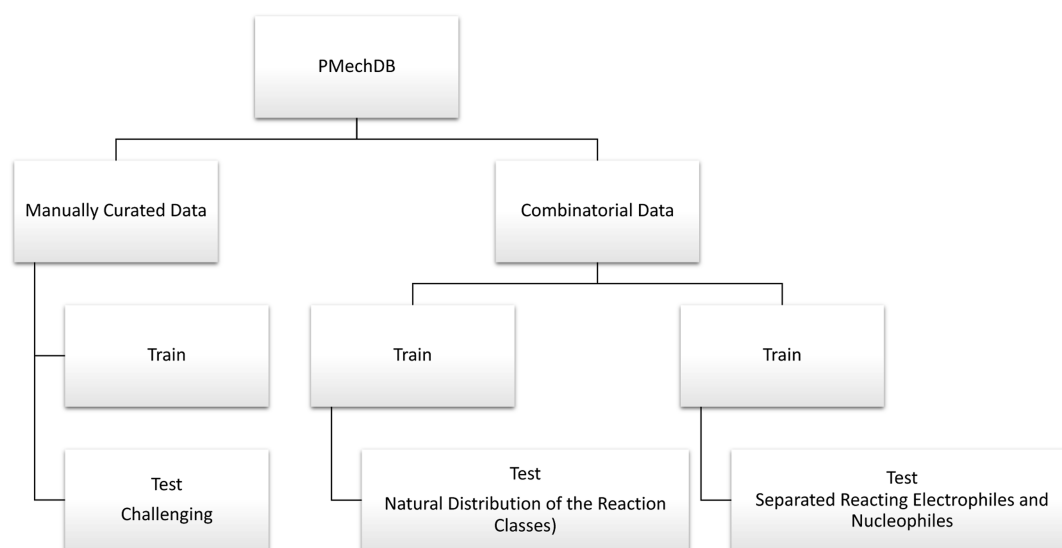 PMechDB
Manually Curated Data
Combinatorial Data
Train
Train
Train
Test
Challenging
Test
Natural Distribution of the Reaction
Classes)
Test
Separated Reacting Electrophiles and
Nucleophiles